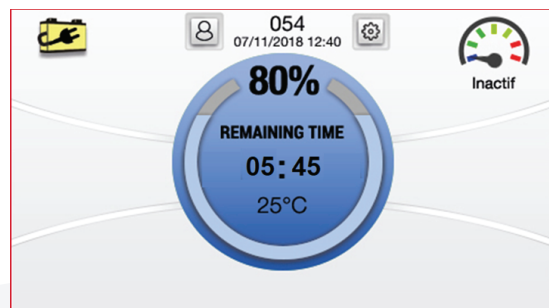 054
07/11/2018 12:40
Inactif
80%
REMAINING TIME
05:45
25°C